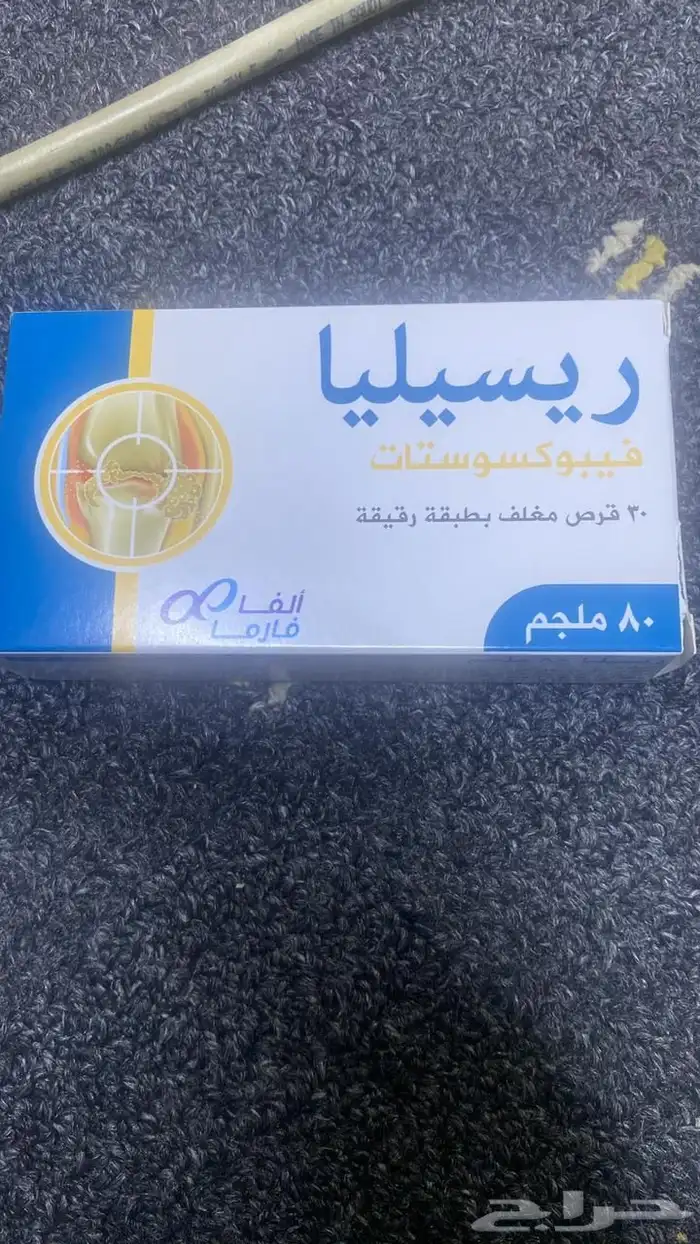 ريسيليا
فيبوكسوستات
٣٠ قرص مغلف بطبقة رقيقة
ألفا
فارما
٨٠ ملجم
حراج